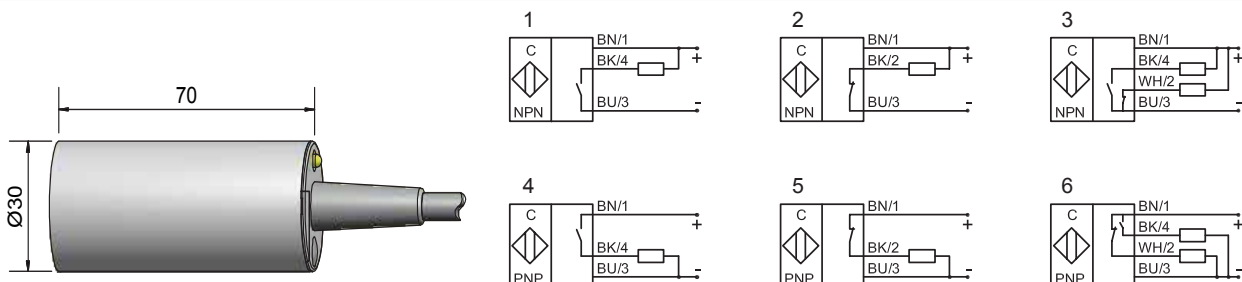 70
Ø30
1
C
NPN
BN/1
BK/4
BU/3
+
-
2
C
NPN
BN/1
BK/2
BU/3
+
-
3
C
NPN
BN/1
BK/4
WH/2
BU/3
+
-
4
C
PNP
BN/1
BK/4
BU/3
+
-
5
C
PNP
BN/1
BK/2
BU/3
+
-
6
C
PNP
BN/1
BK/4
WH/2
BU/3
+
-